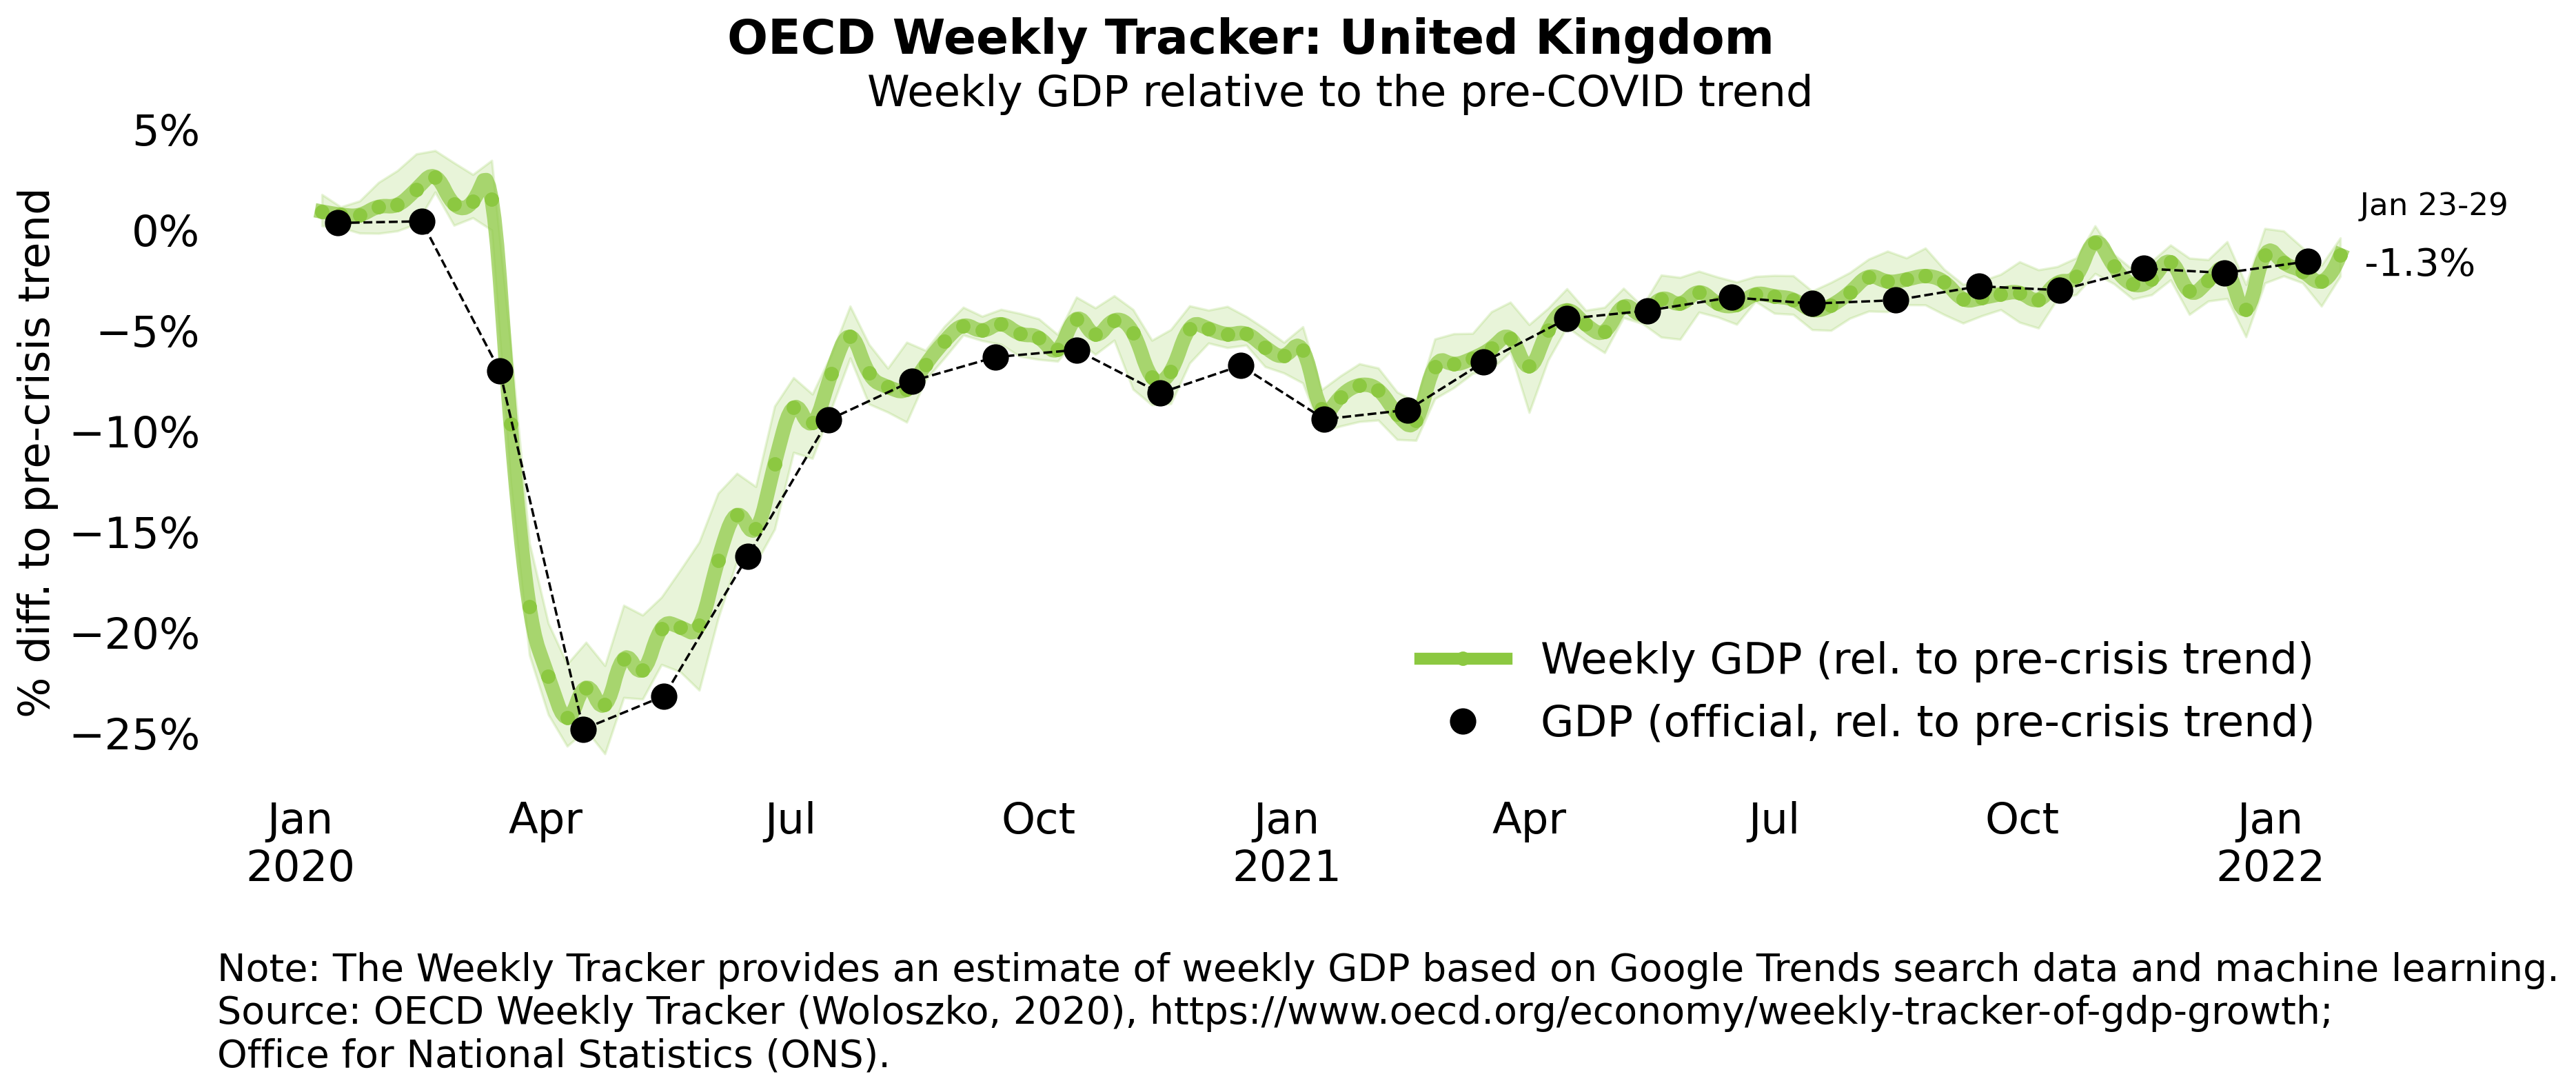 OECD Weekly Tracker: United Kingdom
Weekly GDP relative to the pre-COVID trend
% diff. to pre-crisis trend
5%
0%
−5%
−10%
−15%
−20%
−25%
Jan 23-29
-1.3%
Weekly GDP (rel. to pre-crisis trend)
GDP (official, rel. to pre-crisis trend)
Jan Apr Jul Oct Jan Apr Jul Oct Jan
2020 2021 2022
Note: The Weekly Tracker provides an estimate of weekly GDP based on Google Trends search data and machine learning.
Source: OECD Weekly Tracker (Woloszko, 2020), https://www.oecd.org/economy/weekly-tracker-of-gdp-growth;
Office for National Statistics (ONS).